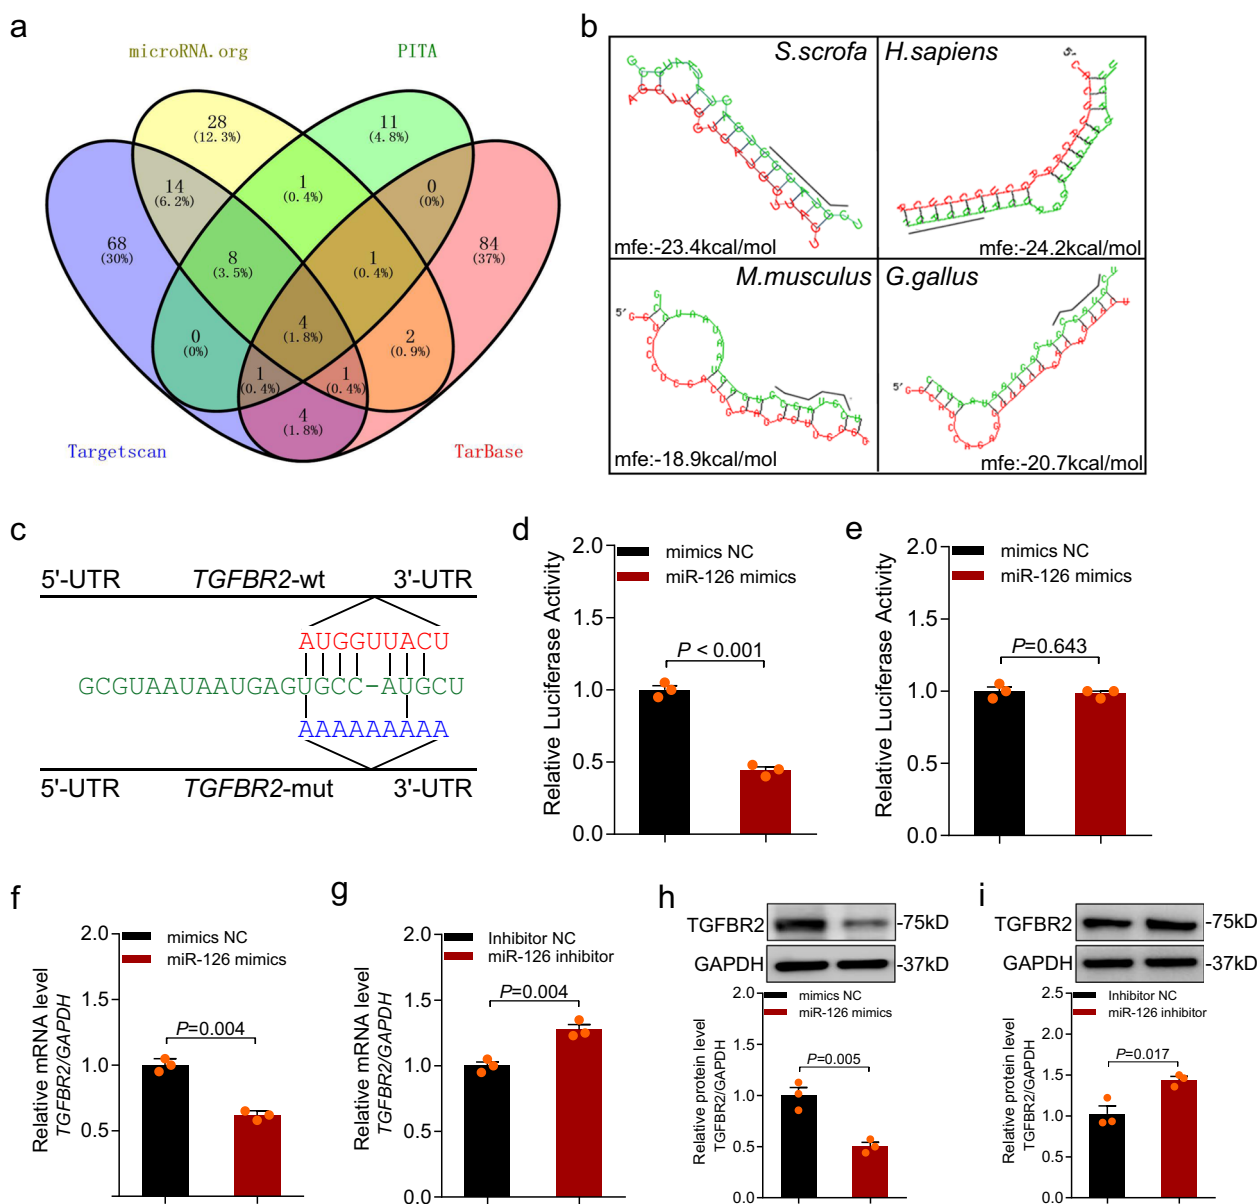 a
microRNA.org
PITA
28
(12.3%)
11
(4.8%)
14
(6.2%)
1
(0.4%)
0
(0%)
68
(30%)
8
(3.5%)
1
(0.4%)
84
(37%)
0
(0%)
4
(1.8%)
2
(0.9%)
1
(0.4%)
1
(0.4%)
4
(1.8%)
Targetscan
TarBase
b
S.scrofa
mfe:-23.4kcal/mol
H.sapiens
5'
mfe:-24.2kcal/mol
M.musculus
5'
mfe:-18.9kcal/mol
G.gallus
5'
mfe:-20.7kcal/mol
c
5'-UTR TGFBR2-wt 3'-UTR
AUGGUUACU
GCGUAAUAAUGAGUGCC-AUGCU
AAAAAAAAA
5'-UTR TGFBR2-mut 3'-UTR
d
Relative Luciferase Activity
2.0
1.5
1.0
0.5
0.0
mimics NC
miR-126 mimics
P < 0.001
e
Relative Luciferase Activity
2.0
1.5
1.0
0.5
0.0
mimics NC
miR-126 mimics
P=0.643
f
Relative mRNA level
TGFBR2/GAPDH
2.0
1.5
1.0
0.5
mimics NC
miR-126 mimics
P=0.004
g
Relative mRNA level
TGFBR2/GAPDH
2.0
1.5
1.0
0.5
0.0
Inhibitor NC
miR-126 inhibitor
P=0.004
h
TGFBR2 -75kD
GAPDH -37kD
Relative protein level
TGFBR2/GAPDH
2.0
1.5
1.0
0.5
0.0
mimics NC
miR-126 mimics
P=0.005
i
TGFBR2 -75kD
GAPDH -37kD
Relative protein level
TGFBR2/GAPDH
2.5
2.0
1.5
1.0
0.5
0.0
Inhibitor NC
miR-126 inhibitor
P=0.017